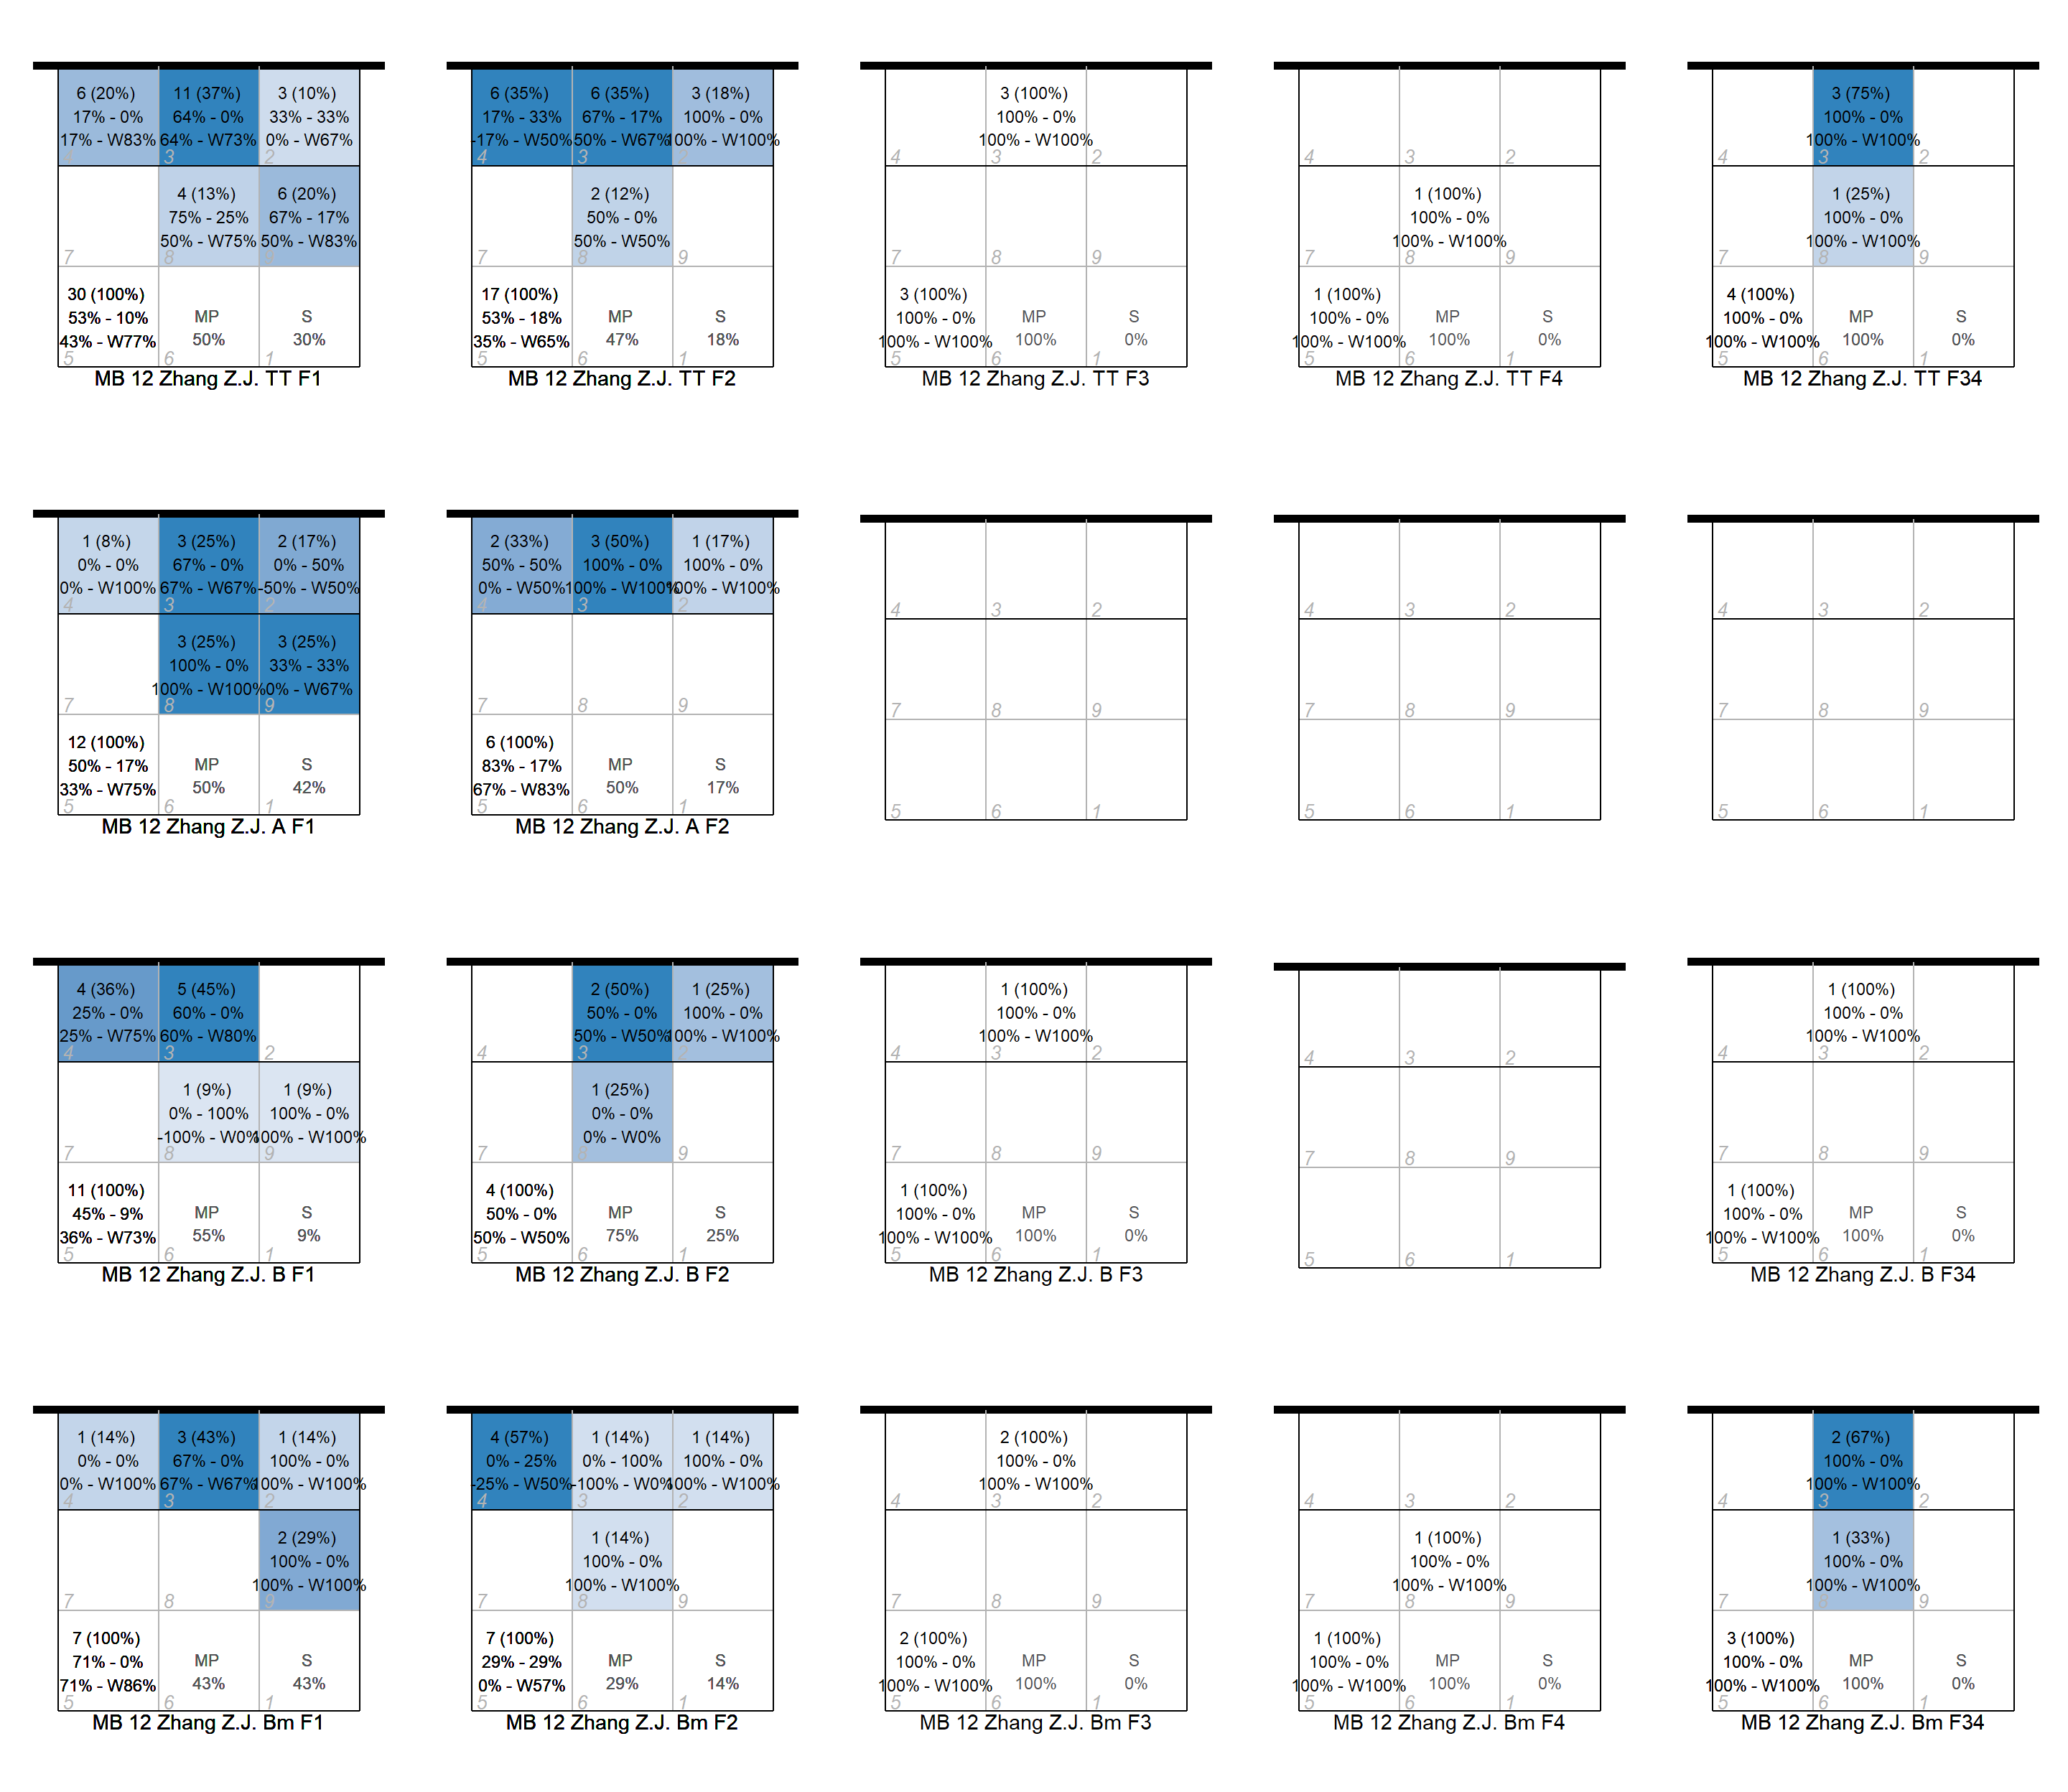 6 (20%)
17% - 0%
17% - W83%
11 (37%)
64% - 0%
64% - W73%
3
3 (10%)
33% - 33%
0% - W67%
2
7
4 (13%)
75% - 25%
50% - W75%
8
6 (20%)
67% - 17%
50% - W83%
30 (100%)
53% - 10%
43% - W77%
5
MP
50%
6
S
30%
1
MB 12 Zhang Z.J. TT F1
6 (35%)
17% - 33%
-17% - W50%
4
6 (35%)
67% - 17%
50% - W67%
3
3 (18%)
100% - 0%
100% - W100%
7
2 (12%)
50% - 0%
50% - W50%
8
9
17 (100%)
53% - 18%
35% - W65%
5
MP
47%
6
S
18%
1
MB 12 Zhang Z.J. TT F2
4
3 (100%)
100% - 0%
100% - W100%
3
2
7
8
9
3 (100%)
100% - 0%
100% - W100%
5
MP
100%
6
S
0%
1
MB 12 Zhang Z.J. TT F3
4
3
2
7
1 (100%)
100% - 0%
100% - W100%
8
9
1 (100%)
100% - 0%
100% - W100%
5
MP
100%
6
S
0%
1
MB 12 Zhang Z.J. TT F4
4
3 (75%)
100% - 0%
100% - W100%
3
2
7
1 (25%)
100% - 0%
100% - W100%
8
9
4 (100%)
100% - 0%
100% - W100%
5
MP
100%
6
S
0%
1
MB 12 Zhang Z.J. TT F34
1 (8%)
0% - 0%
0% - W100%
4
3 (25%)
67% - 0%
67% - W67%
3
2 (17%)
0% - 50%
-50% - W50%
2
7
3 (25%)
100% - 0%
100% - W100%
8
3 (25%)
33% - 33%
0% - W67%
9
12 (100%)
50% - 17%
33% - W75%
5
MP
50%
6
S
42%
1
MB 12 Zhang Z.J. A F1
2 (33%)
50% - 50%
0% - W50%
4
3 (50%)
100% - 0%
100% - W100%
3
1 (17%)
100% - 0%
100% - W100%
2
7
8
9
6 (100%)
83% - 17%
67% - W83%
5
MP
50%
6
S
17%
1
MB 12 Zhang Z.J. A F2
4
3
2
7
8
9
5
6
1
4
3
2
7
8
9
5
6
1
4
3
2
7
8
9
5
6
1
4 (36%)
25% - 0%
25% - W75%
4
5 (45%)
60% - 0%
60% - W80%
3
2
7
1 (9%)
0% - 100%
-100% - W0%
8
1 (9%)
100% - 0%
100% - W100%
9
11 (100%)
45% - 9%
36% - W73%
5
MP
55%
6
S
9%
1
MB 12 Zhang Z.J. B F1
4
2 (50%)
50% - 0%
50% - W50%
3
1 (25%)
100% - 0%
100% - W100%
7
1 (25%)
0% - 0%
0% - W0%
8
9
4 (100%)
50% - 0%
50% - W50%
5
MP
75%
6
S
25%
1
MB 12 Zhang Z.J. B F2
4
1 (100%)
100% - 0%
100% - W100%
3
2
7
8
9
1 (100%)
100% - 0%
100% - W100%
5
MP
100%
6
S
0%
1
MB 12 Zhang Z.J. B F3
4
3
2
7
8
9
5
6
1
4
1 (100%)
100% - 0%
100% - W100%
3
2
7
8
9
1 (100%)
100% - 0%
100% - W100%
5
MP
100%
6
S
0%
1
MB 12 Zhang Z.J. B F34
1 (14%)
0% - 0%
0% - W100%
4
3 (43%)
67% - 0%
67% - W67%
3
1 (14%)
100% - 0%
100% - W100%
2
7
8
2 (29%)
100% - 0%
100% - W100%
9
7 (100%)
71% - 0%
71% - W86%
5
MP
43%
6
S
43%
1
MB 12 Zhang Z.J. Bm F1
4 (57%)
0% - 25%
-25% - W50%
4
1 (14%)
0% - 100%
-100% - W0%
3
1 (14%)
100% - 0%
100% - W100%
2
7
1 (14%)
100% - 0%
100% - W100%
8
9
7 (100%)
29% - 29%
0% - W57%
5
MP
29%
6
S
14%
1
MB 12 Zhang Z.J. Bm F2
4
2 (100%)
100% - 0%
100% - W100%
3
2
7
8
9
2 (100%)
100% - 0%
100% - W100%
5
MP
100%
6
S
0%
1
MB 12 Zhang Z.J. Bm F3
4
3
2
7
1 (100%)
100% - 0%
100% - W100%
8
9
1 (100%)
100% - 0%
100% - W100%
5
MP
100%
6
S
0%
1
MB 12 Zhang Z.J. Bm F4
4
2 (67%)
100% - 0%
100% - W100%
3
2
7
1 (33%)
100% - 0%
100% - W100%
8
9
3 (100%)
100% - 0%
100% - W100%
5
MP
100%
6
S
0%
1
MB 12 Zhang Z.J. Bm F34